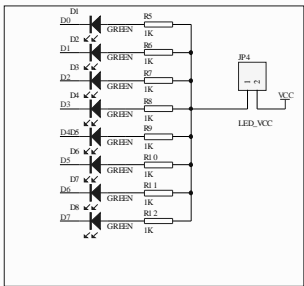 D1
D0 GREEN R5 1K
D2
D1 GREEN R6 1K
D3
D2 GREEN R7 1K
D4
D3 GREEN R8 1K
D4D5 GREEN R9 1K
D6
D5 GREEN R10 1K
D7
D6 GREEN R11 1K
D8
D7 GREEN R12 1K
JP4
1 2
VCC
LED_VCC